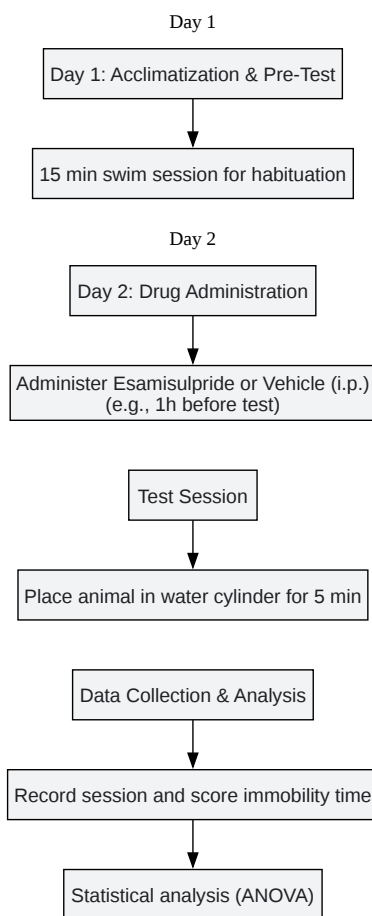 Day 1
Day 1: Acclimatization & Pre-Test
15 min swim session for habituation
Day 2
Day 2: Drug Administration
Administer Esamisulpride or Vehicle (i.p.)
(e.g., 1h before test)
Test Session
Place animal in water cylinder for 5 min
Data Collection & Analysis
Record session and score immobility time
Statistical analysis (ANOVA)